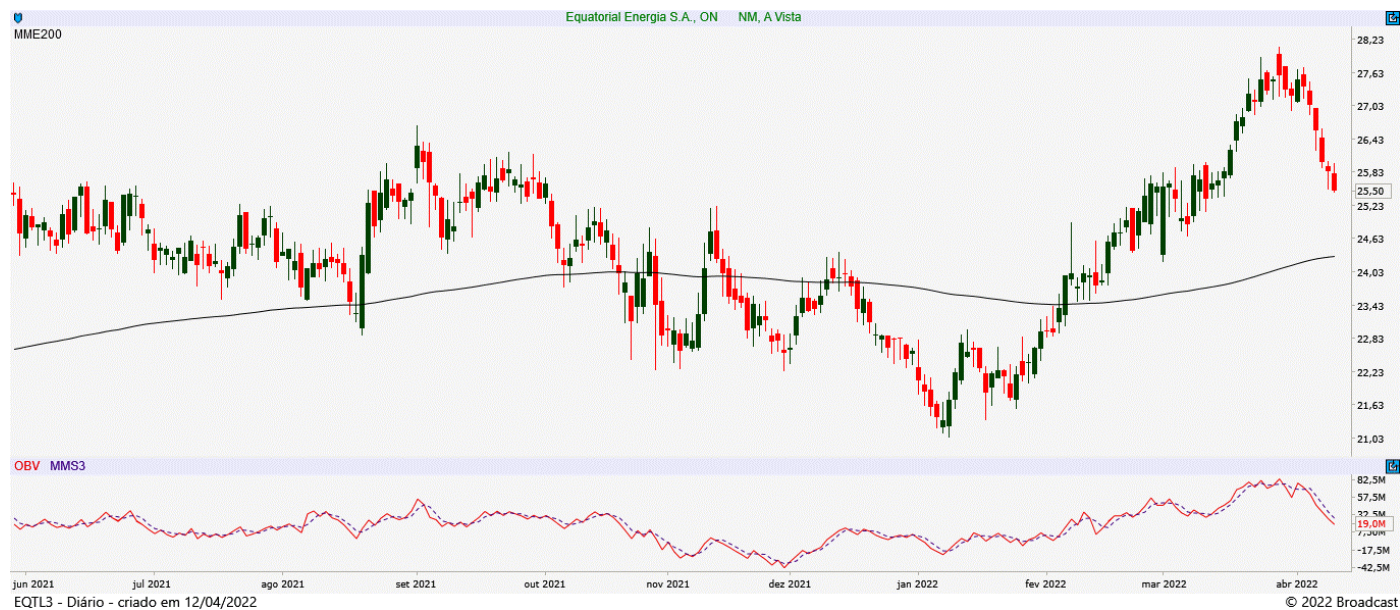 Equatorial Energia S.A., ON NM, A Vista
MME200
28,23
27,63
27,03
26,43
25,83
25,50
25,23
24,63
24,03
23,43
22,83
22,23
21,63
21,03
OBV MMS3
82,5M
57,5M
32,5M
19,0M
7,50M
-17,5M
-42,5M
jun 2021 jul 2021 ago 2021 set 2021 out 2021 nov 2021 dez 2021 jan 2022 fev 2022 mar 2022 abr 2022
EQTL3 - Diário - criado em 12/04/2022 © 2022 Broadcast